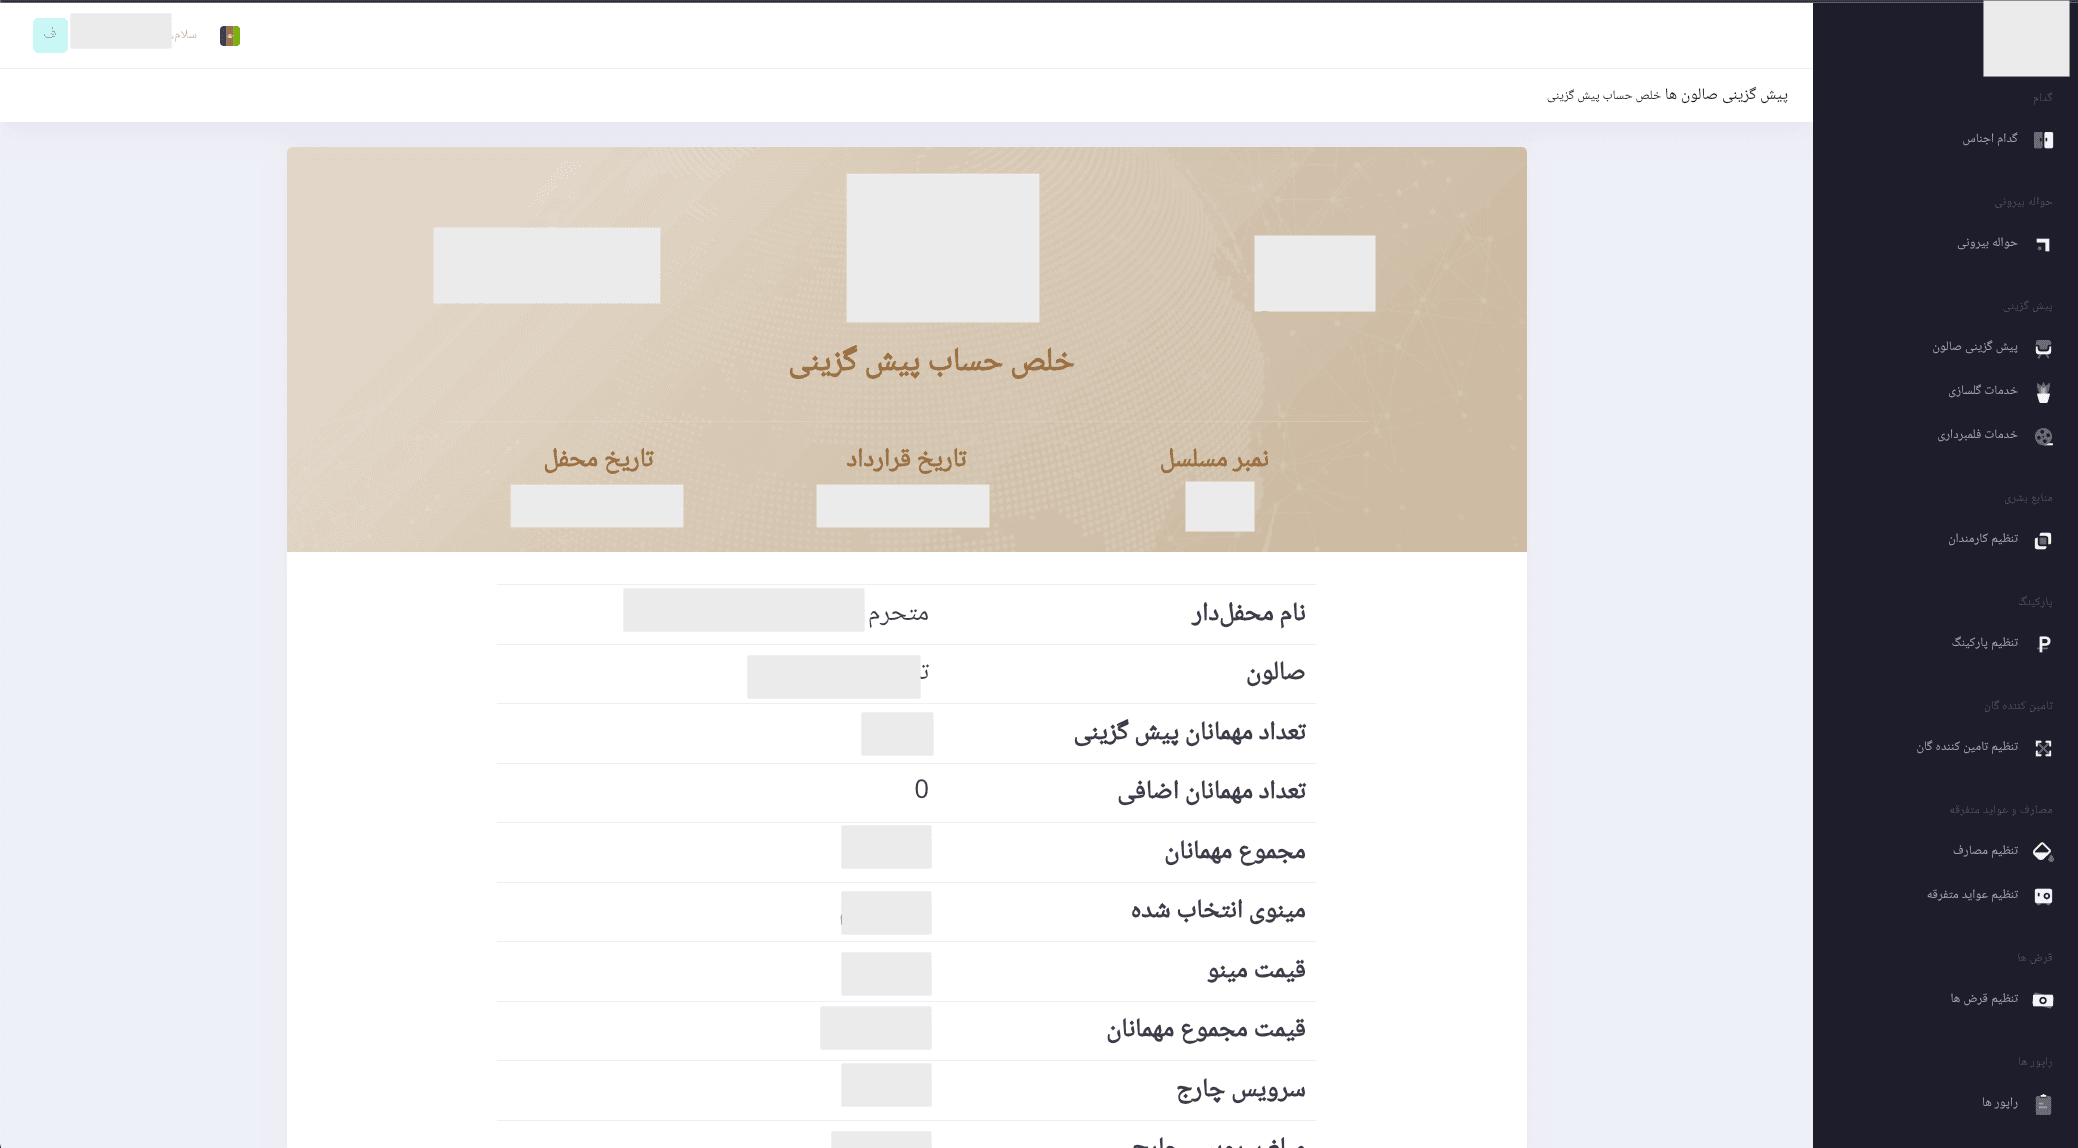 سلام،
ف
پیش گزینی صالون ها خلص حساب پیش گزینی
گدام
گدام اجناس
حواله بیرونی
حواله بیرونی
پیش گزینی
پیش گزینی صالون
خدمات گلسازی
خدمات فلمبرداری
منابع بشری
تنظیم کارمندان
پارکینگ
تنظیم پارکینگ
تامین کننده گان
تنظیم تامین کننده گان
مصارف و عواید متفرقه
تنظیم مصارف
تنظیم عواید متفرقه
قرض ها
تنظیم قرض ها
راپور ها
راپور ها
خلص حساب پیش گزینی
نمبر مسلسل تاریخ قرارداد تاریخ محفل
نام محفل‌دار متحرم
صالون
تعداد مهمانان پیش گزینی
تعداد مهمانان اضافی 0
مجموع مهمانان
مینوی انتخاب شده
قیمت مینو
قیمت مجموع مهمانان
سرویس چارج